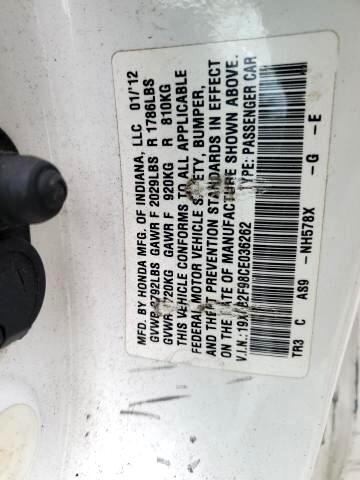 MFD. BY HONDA MFG. OF INDIANA, LLC 01/'12
GVWR 3792LBS GAWR F 2029LBS R 1786LBS
GVWR 1720KG GAWR F 920KG R 810KG
THIS VEHICLE CONFORMS TO ALL APPLICABLE
FEDERAL MOTOR VEHICLE SAFETY, BUMPER,
AND THEFT PREVENTION STANDARDS IN EFFECT
ON THE DATE OF MANUFACTURE SHOWN ABOVE.
V.I.N.: TYPE: PASSENGER CAR
TR3 C AS9 -NH578X -G -E